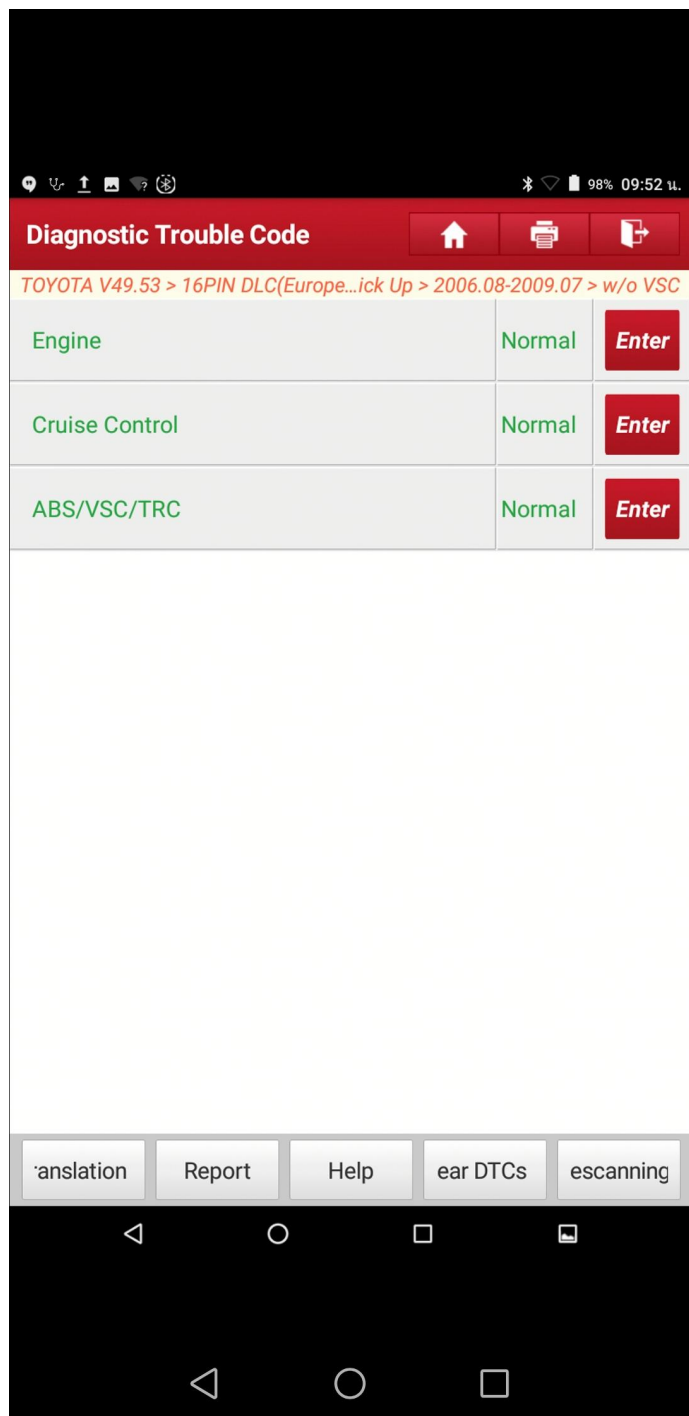 98% 09:52 น.
Diagnostic Trouble Code
TOYOTA V49.53 > 16PIN DLC(Europe...ick Up > 2006.08-2009.07 > w/o VSC
Engine Normal Enter
Cruise Control Normal Enter
ABS/VSC/TRC Normal Enter
anslation Report Help ear DTCs escanning